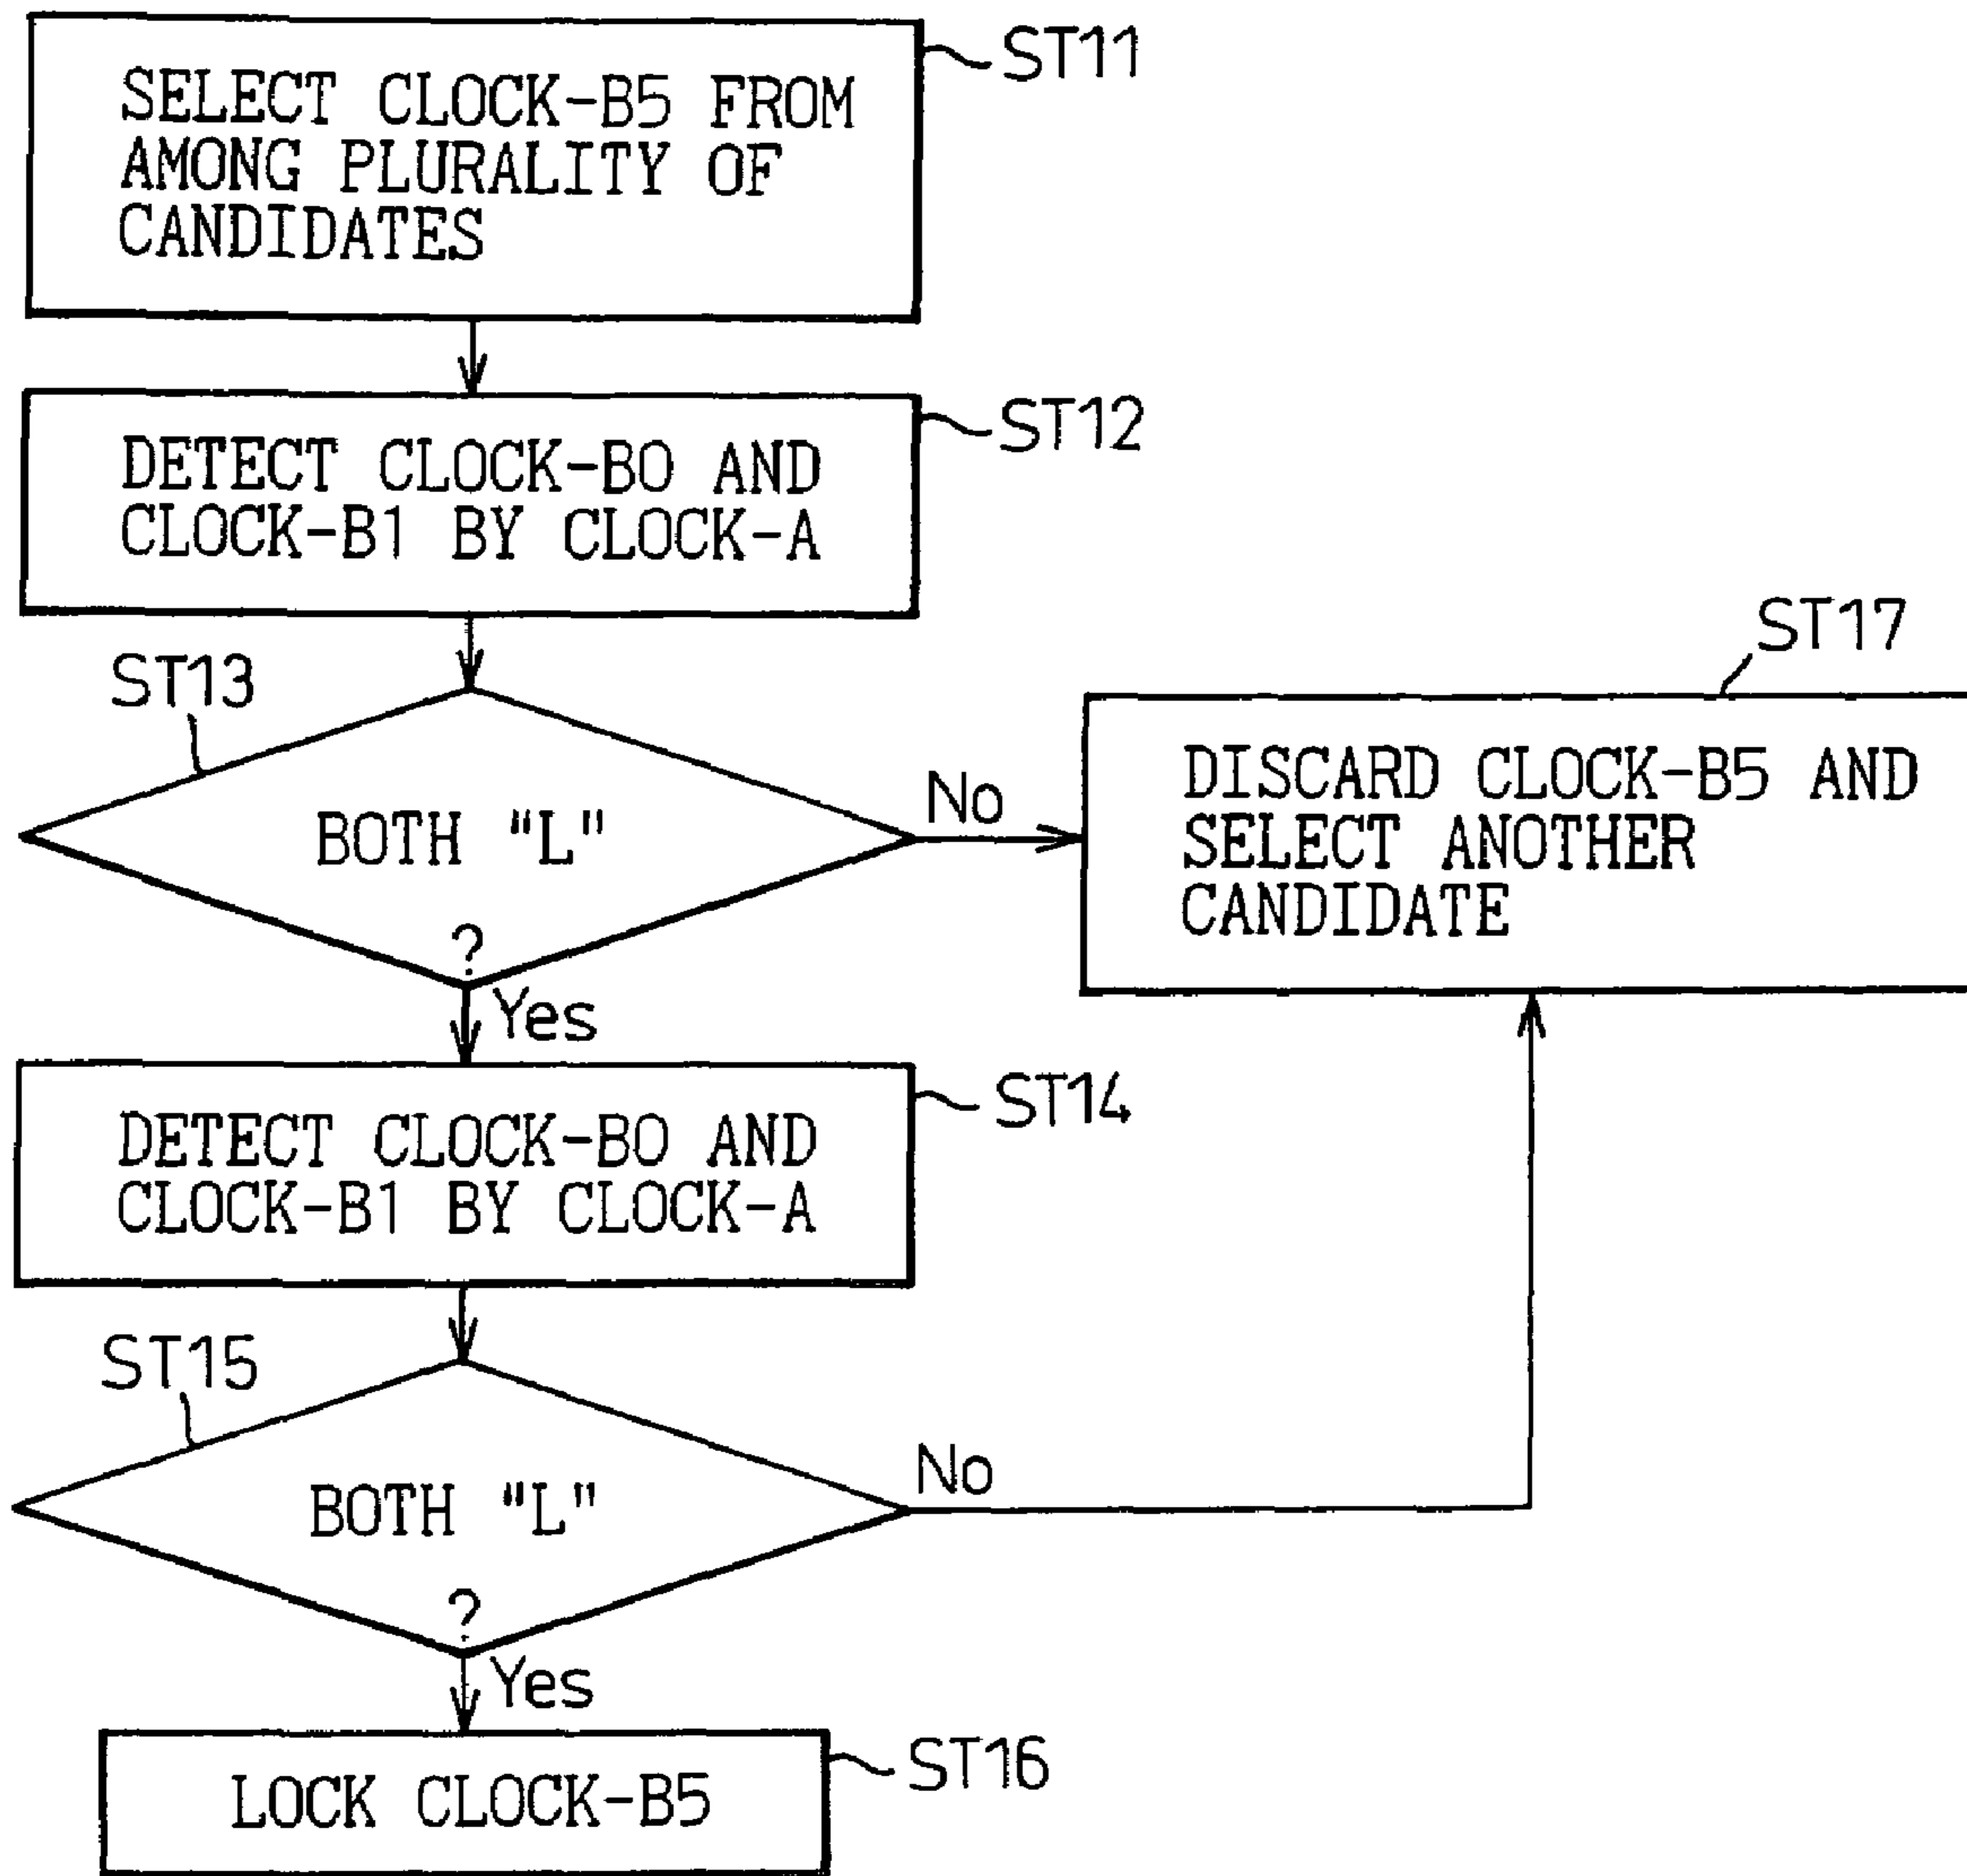 ST11
SELECT CLOCK-B5 FROM
AMONG PLURALITY OF
CANDIDATES
ST12
DETECT CLOCK-B0 AND
CLOCK-B1 BY CLOCK-A
ST13
BOTH "L"
?
No
Yes
ST17
DISCARD CLOCK-B5 AND
SELECT ANOTHER
CANDIDATE
ST14
DETECT CLOCK-B0 AND
CLOCK-B1 BY CLOCK-A
ST15
BOTH "L"
?
No
Yes
ST16
LOCK CLOCK-B5